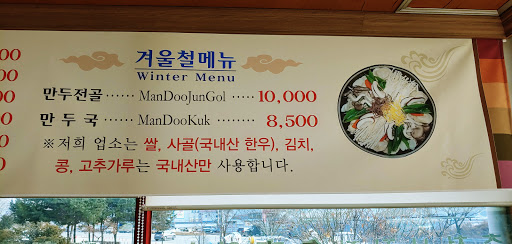 겨울철메뉴
Winter Menu
만두전골 ······ ManDooJunGol ····· 10,000
만 두 국 ······ ManDooKuk ········ 8,500
※저희 업소는 쌀, 사골(국내산 한우), 김치,
콩, 고추가루는 국내산만 사용합니다.